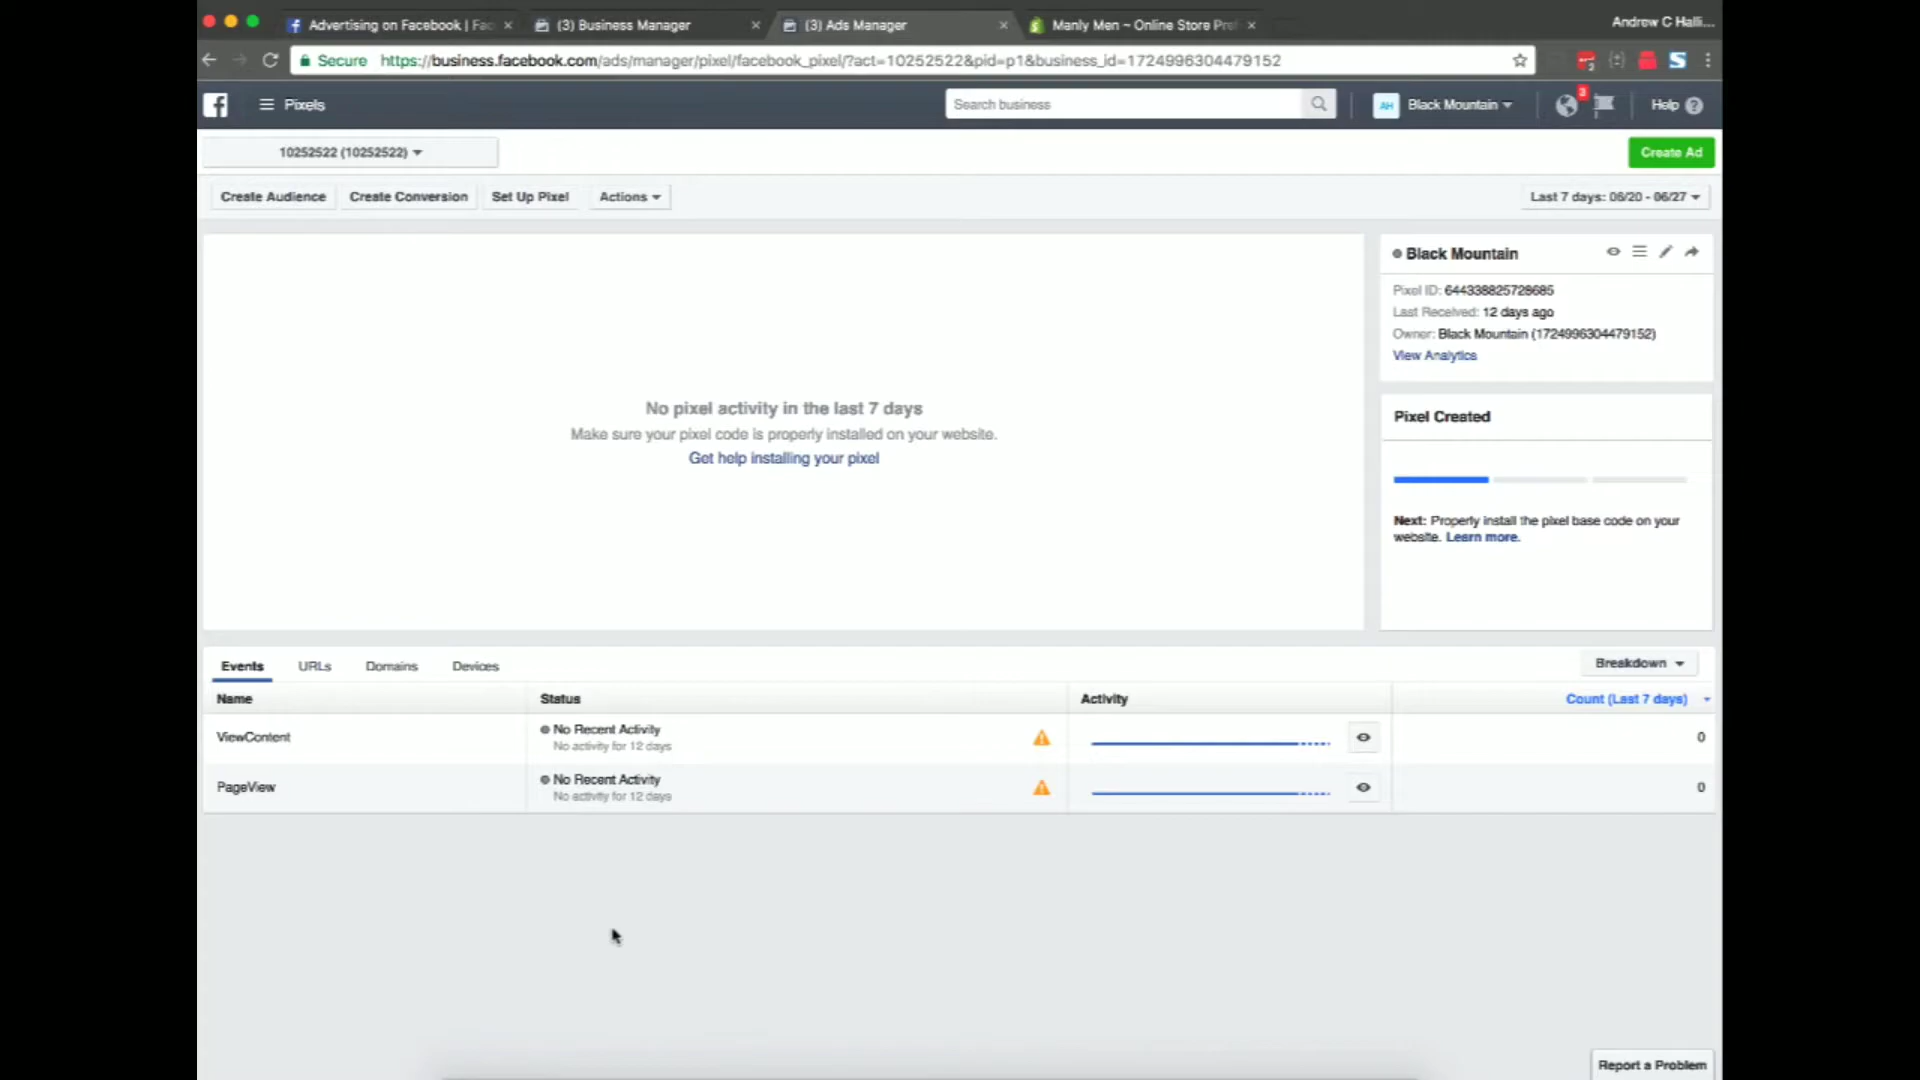 Advertising on Facebook | Fac
(3) Business Manager
(3) Ads Manager
Manly Men ~ Online Store Pref
Andrew C Halli...
Secure https://business.facebook.com/ads/manager/pixel/facebook_pixel/?act=10252522&pid=p1&business_id=1724996304479152
Pixels
Search business
AH
Black Mountain
3
Help
10252522 (10252522)
Create Ad
Create Audience
Create Conversion
Set Up Pixel
Actions
Last 7 days: 06/20 - 06/27
Black Mountain
Pixel ID: 644338825728685
Last Received: 12 days ago
Owner: Black Mountain (1724996304479152)
View Analytics
No pixel activity in the last 7 days
Make sure your pixel code is properly installed on your website.
Get help installing your pixel
Pixel Created
Next: Properly install the pixel base code on your
website. Learn more.
Events
URLs
Domains
Devices
Breakdown
Name
Status
Activity
Count (Last 7 days)
ViewContent
No Recent Activity
No activity for 12 days
0
PageView
No Recent Activity
No activity for 12 days
0
Report a Problem